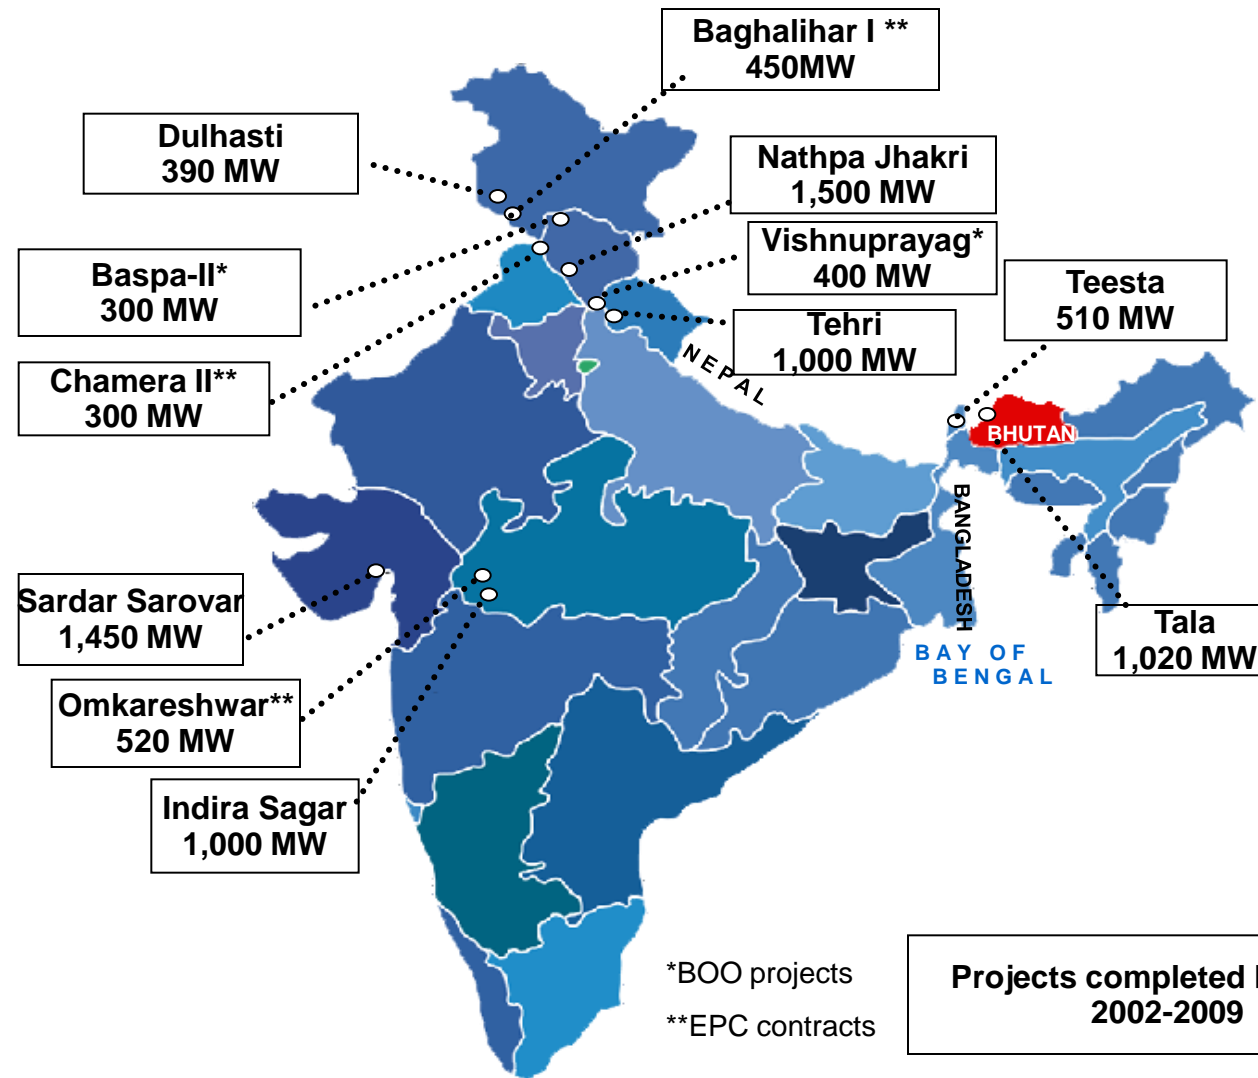 Baghalihar I **
450MW
Dulhasti
390 MW
Nathpa Jhakri
1,500 MW
Vishnuprayag*
400 MW
Baspa-II*
300 MW
Teesta
510 MW
Tehri
1,000 MW
Chamera II**
300 MW
NEPAL
BHUTAN
BANGLADESH
Sardar Sarovar
1,450 MW
Tala
1,020 MW
BAY OF
BENGAL
Omkareshwar**
520 MW
Indira Sagar
1,000 MW
*BOO projects
**EPC contracts
Projects completed
2002-2009